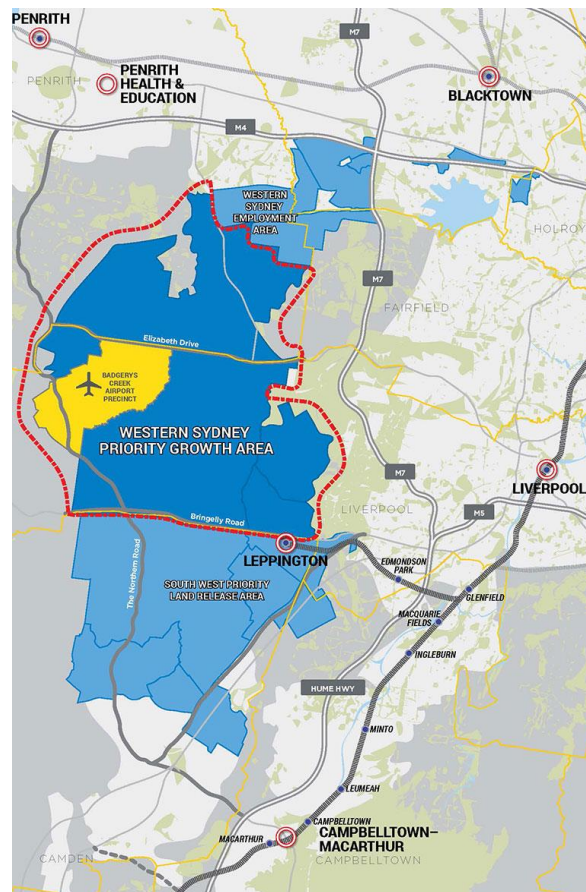 PENRITH
PENRITH
PENRITH
HEALTH &
EDUCATION
M7
BLACKTOWN
M4
WESTERN
SYDNEY
EMPLOYMENT
AREA
HOLROY
M7
FAIRFIELD
Elizabeth Drive
BADGERYS
CREEK
AIRPORT
PRECINCT
WESTERN SYDNEY
PRIORITY GROWTH AREA
M7
LIVERPOOL
LIVERPOOL
M5
Bringelly Road
LEPPINGTON
The Northern Road
SOUTH WEST PRIORITY
LAND RELEASE AREA
EDMONDSON
PARK
GLENFIELD
MACQUARIE
FIELDS
INGLEBURN
HUME HWY
MINTO
LEUMEAH
CAMPBELLTOWN
CAMPBELLTOWN–
MACARTHUR
MACARTHUR
CAMPBELLTOWN
CAMDEN